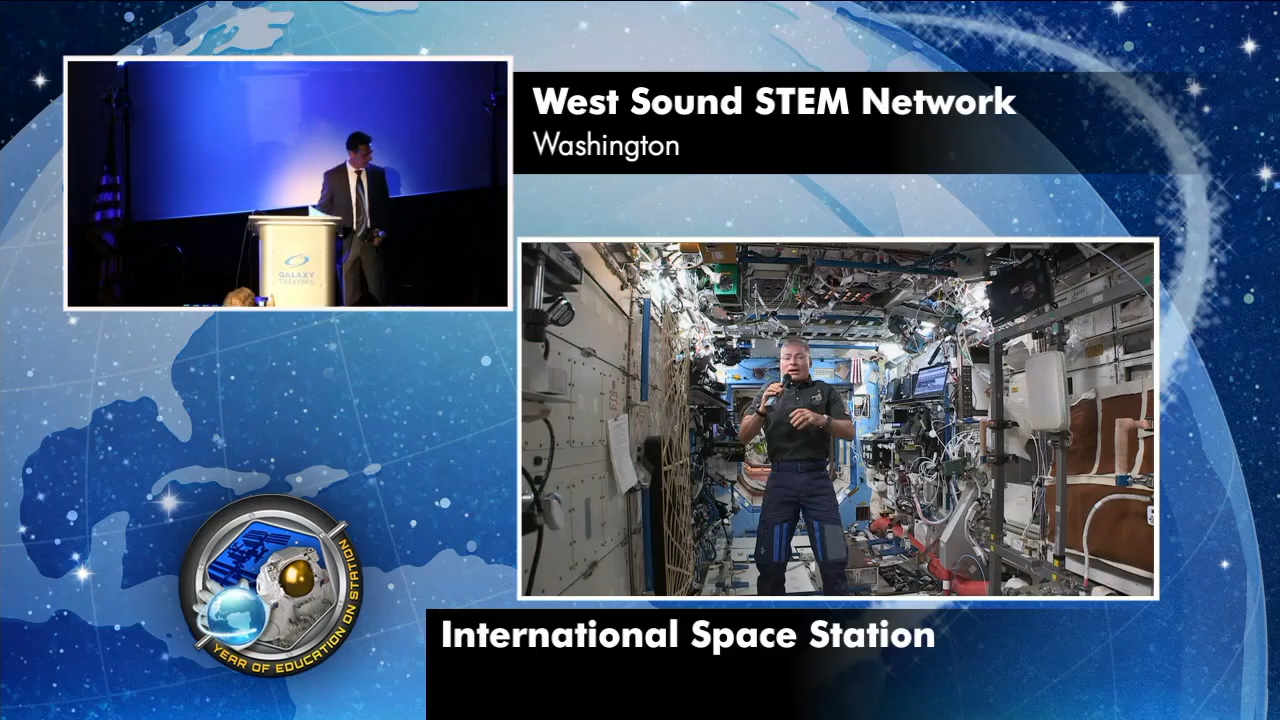 West Sound STEM Network
Washington
GALAXY
THEATRES
International Space Station
YEAR OF EDUCATION ON STATION